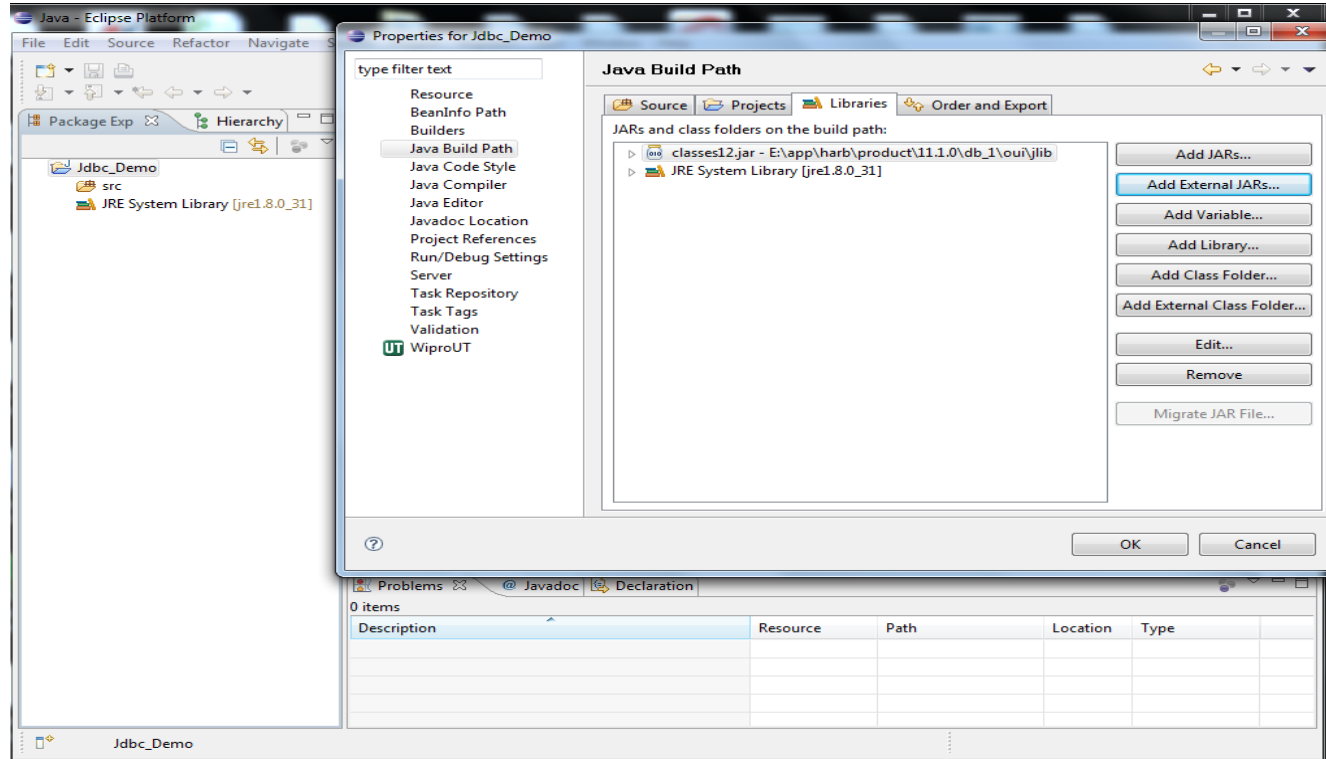 Java - Eclipse Platform
File Edit Source Refactor Navigate S
Package Exp Hierarchy
Jdbc_Demo
src
JRE System Library [jre1.8.0_31]
Properties for Jdbc_Demo
type filter text
Resource
BeanInfo Path
Builders
Java Build Path
Java Code Style
Java Compiler
Java Editor
Javadoc Location
Project References
Run/Debug Settings
Server
Task Repository
Task Tags
Validation
UT WiproUT
Java Build Path
Source Projects Libraries Order and Export
JARs and class folders on the build path:
classes12.jar - E:\app\harb\product\11.1.0\db_1\oui\jlib
JRE System Library [jre1.8.0_31]
Add JARs...
Add External JARs...
Add Variable...
Add Library...
Add Class Folder...
Add External Class Folder...
Edit...
Remove
Migrate JAR File...
?
OK Cancel
Problems @ Javadoc Declaration
0 items
Description Resource Path Location Type
Jdbc_Demo